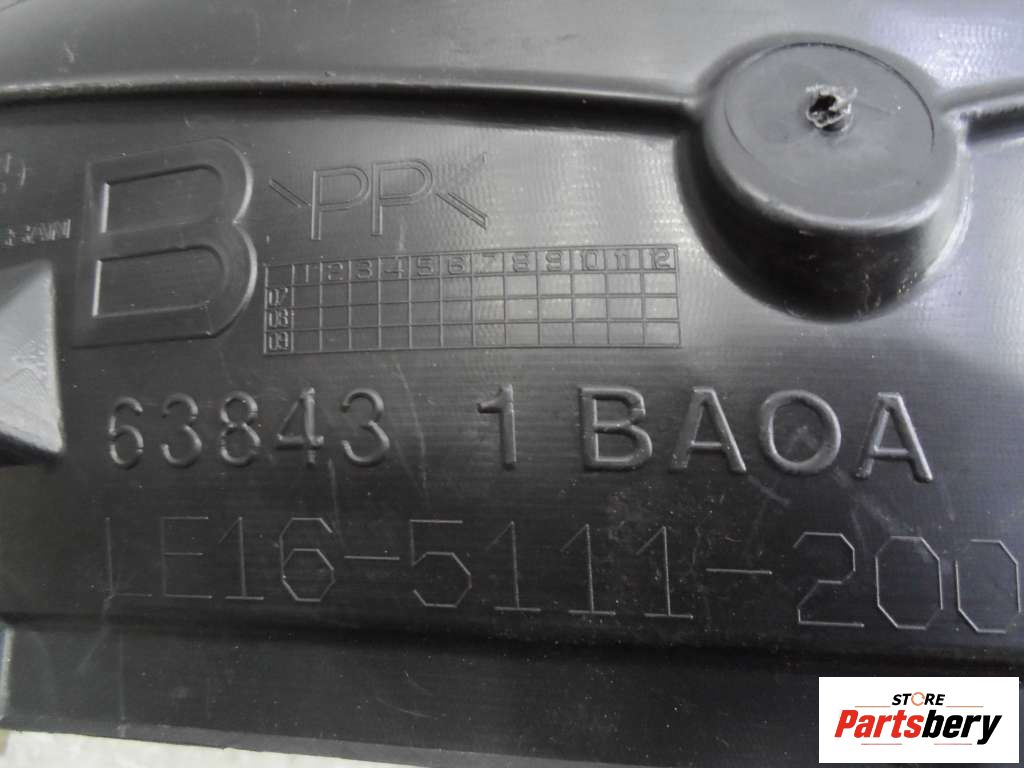 B >PP<
1 2 3 4 5 6 7 8 9 10 11 12
07
08
09
63843 1BA0A
LE16-5111-200
STORE
Partsbery